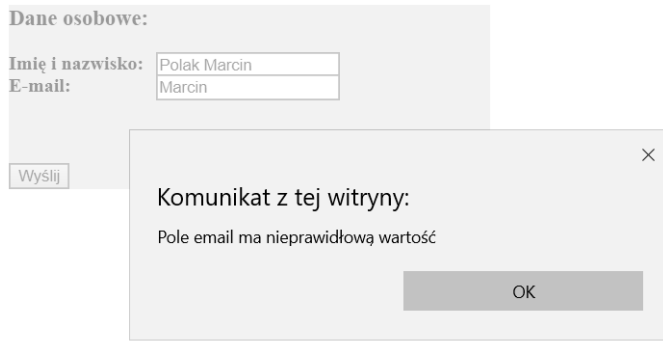 Dane osobowe:
Imię i nazwisko: Polak Marcin
E-mail: Marcin
Wyślij
Komunikat z tej witryny:
Pole email ma nieprawidłową wartość
OK